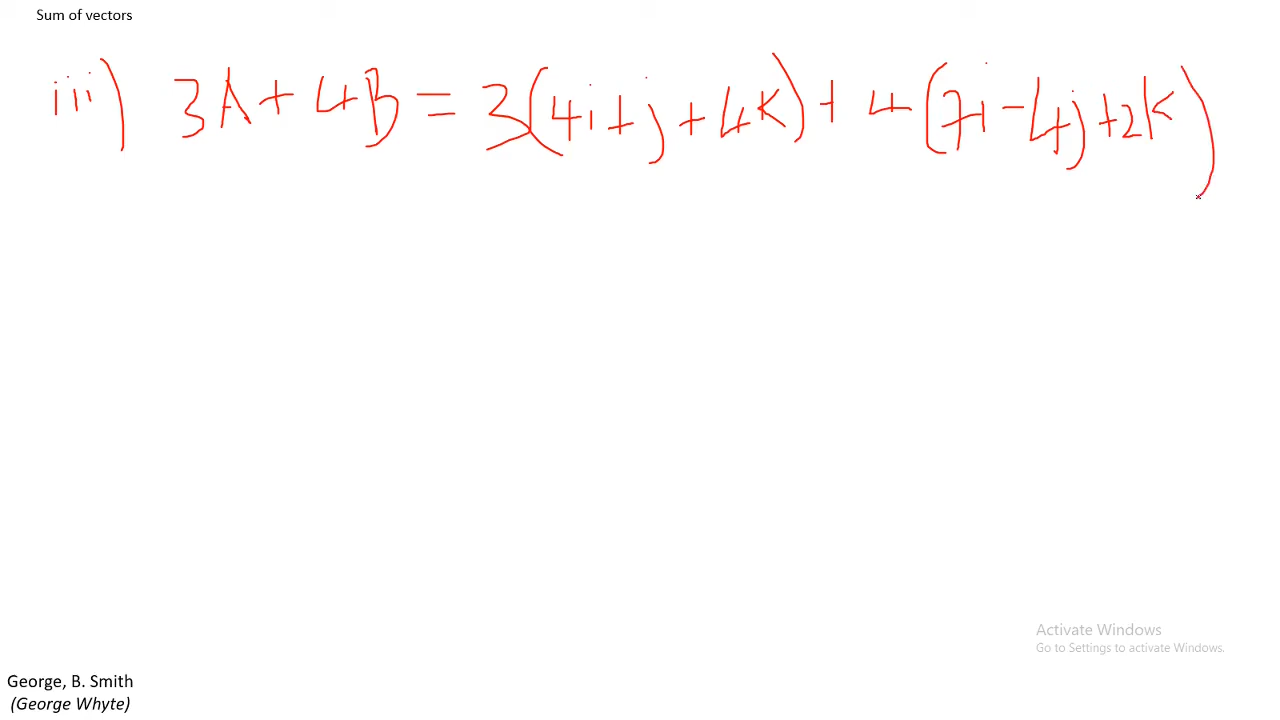 Sum of vectors
iii) 3A + 4B = 3(4i + j + 4k) + 4(7i - 4j + 2k)
Activate Windows
Go to Settings to activate Windows.
George, B. Smith
(George Whyte)